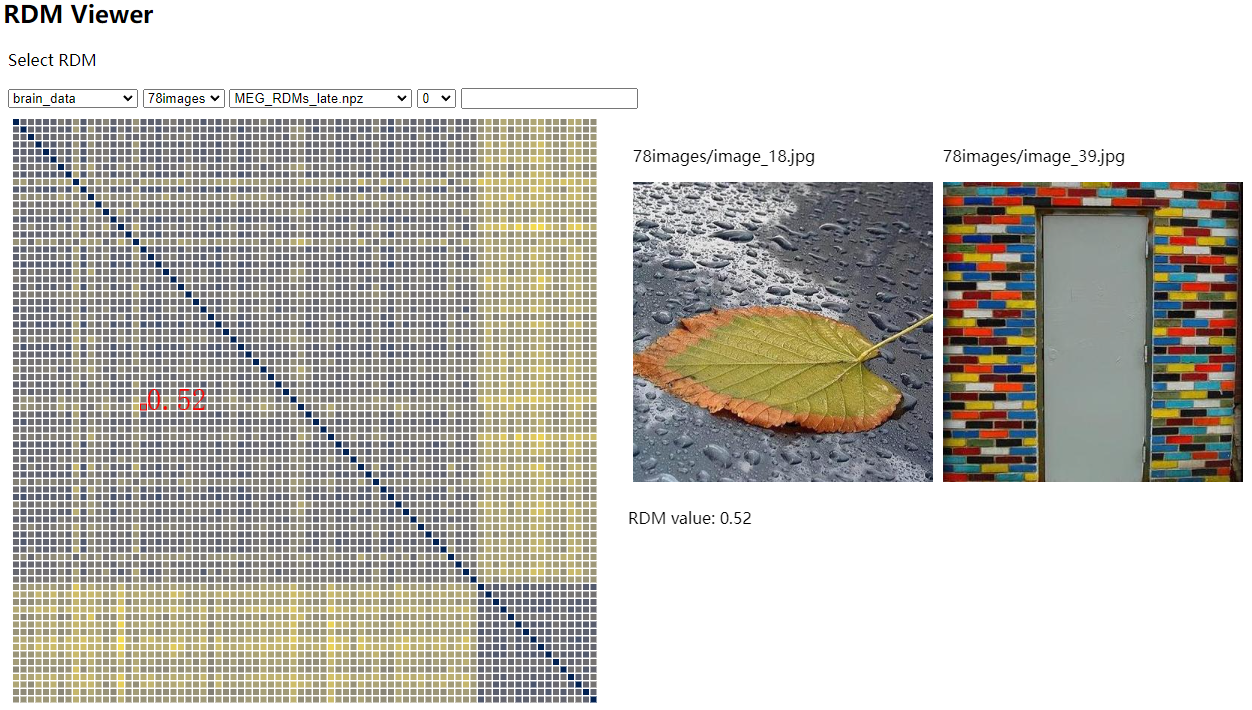 RDM Viewer
Select RDM
brain_data 78images MEG_RDMs_late.npz 0
78images/image_18.jpg 78images/image_39.jpg
0.52
RDM value: 0.52